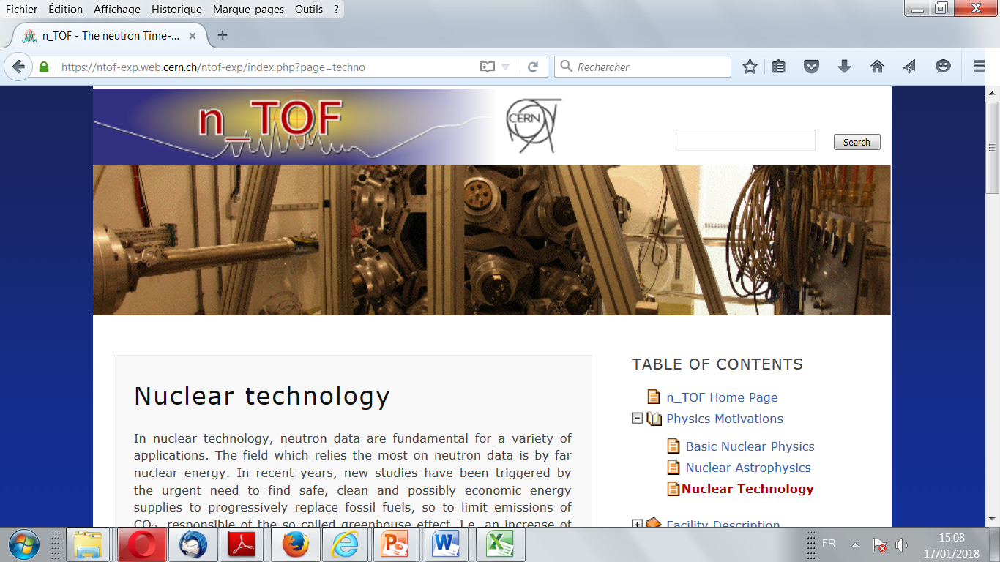 Fichier Édition Affichage Historique Marque-pages Outils ?
n_TOF - The neutron Time-...
https://ntof-exp.web.cern.ch/ntof-exp/index.php?page=techno
Rechercher
n_TOF
CERN
Search
Nuclear technology
In nuclear technology, neutron data are fundamental for a variety of
applications. The field which relies the most on neutron data is by far
nuclear energy. In recent years, new studies have been triggered by
the urgent need to find safe, clean and possibly economic energy
supplies to progressively replace fossil fuels, so to limit emissions of
CO2, responsible of the so-called greenhouse effect, i.e. an increase of
TABLE OF CONTENTS
n_TOF Home Page
Physics Motivations
Basic Nuclear Physics
Nuclear Astrophysics
Nuclear Technology
Facility Description
FR
15:08
17/01/2018